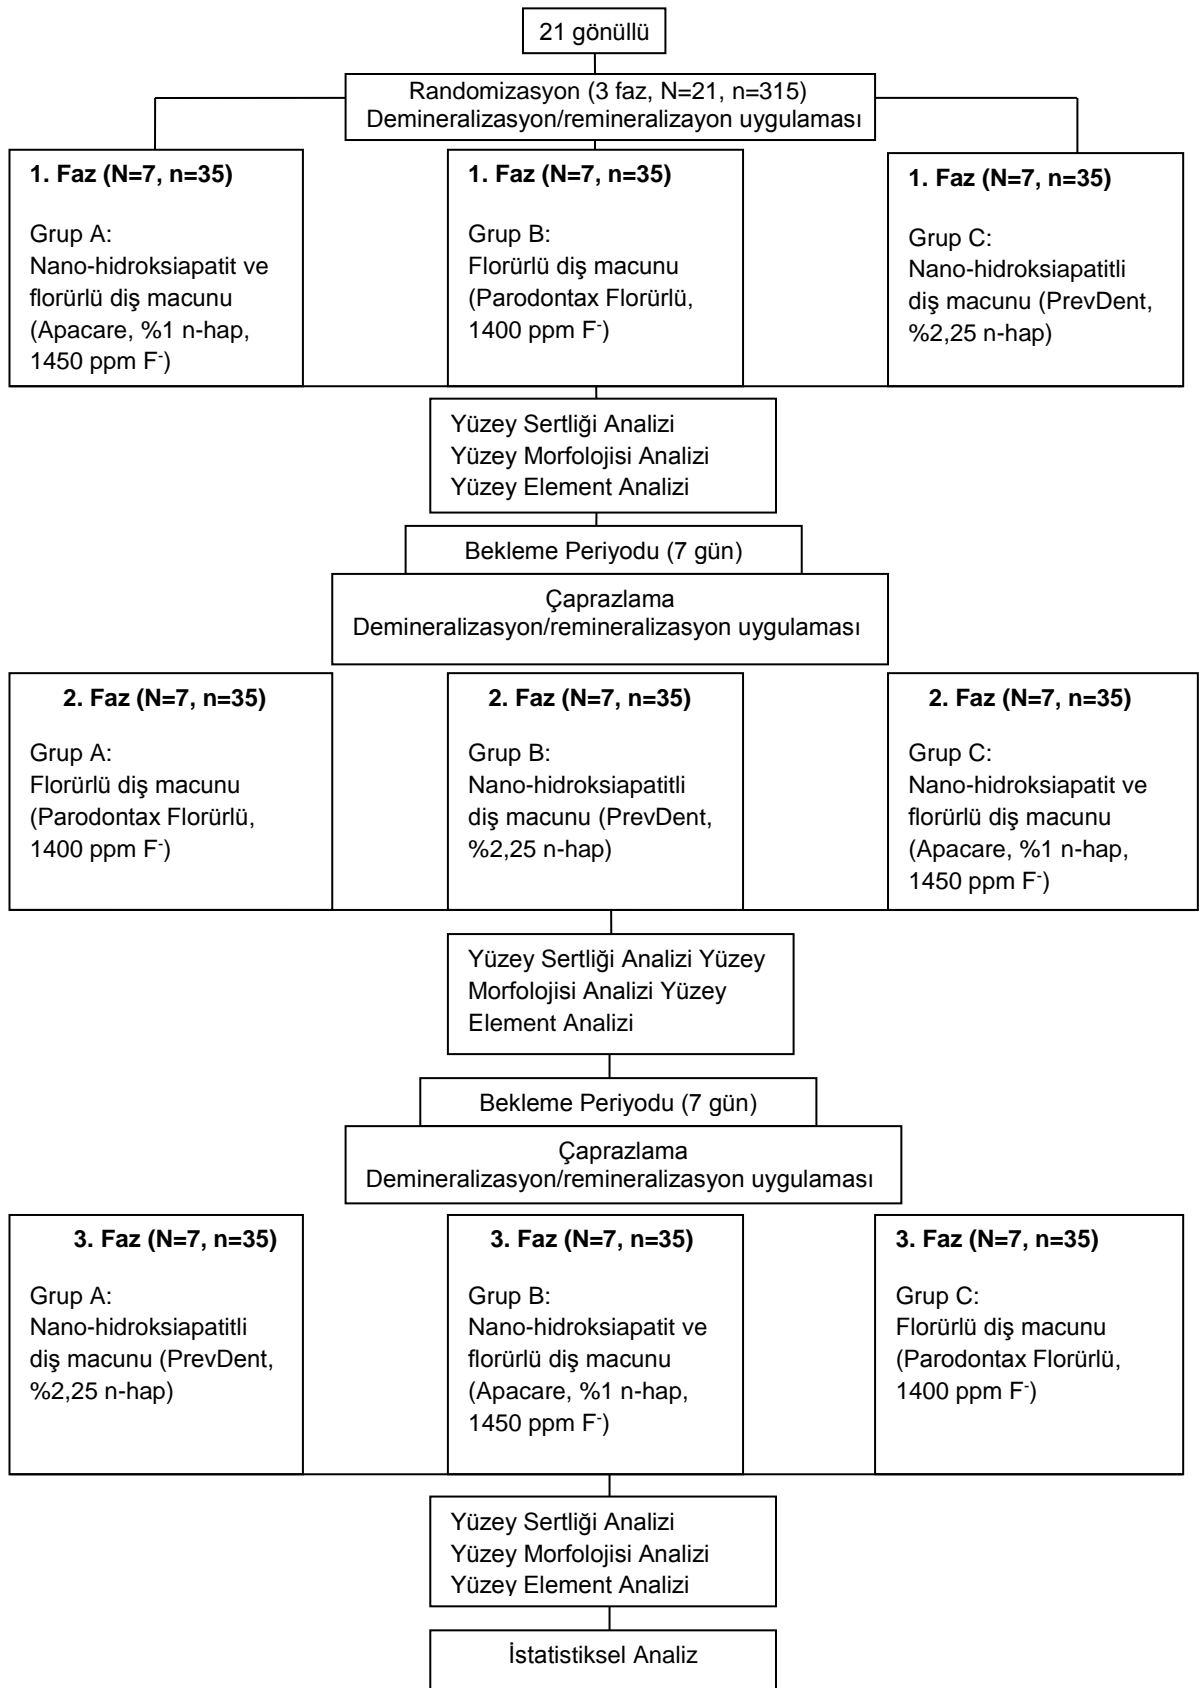 21 gönüllü
Randomizasyon (3 faz, N=21, n=315)
Demineralizasyon/remineralizayon uygulaması
1. Faz (N=7, n=35)
Grup A:
Nano-hidroksiapatit ve
florürlü diş macunu
(Apacare, %1 n-hap,
1450 ppm F⁻)
1. Faz (N=7, n=35)
Grup B:
Florürlü diş macunu
(Parodontax Florürlü,
1400 ppm F⁻)
1. Faz (N=7, n=35)
Grup C:
Nano-hidroksiapatitli
diş macunu (PrevDent,
%2,25 n-hap)
Yüzey Sertliği Analizi
Yüzey Morfolojisi Analizi
Yüzey Element Analizi
Bekleme Periyodu (7 gün)
Çaprazlama
Demineralizasyon/remineralizasyon uygulaması
2. Faz (N=7, n=35)
Grup A:
Florürlü diş macunu
(Parodontax Florürlü,
1400 ppm F⁻)
2. Faz (N=7, n=35)
Grup B:
Nano-hidroksiapatitli
diş macunu (PrevDent,
%2,25 n-hap)
2. Faz (N=7, n=35)
Grup C:
Nano-hidroksiapatit ve
florürlü diş macunu
(Apacare, %1 n-hap,
1450 ppm F⁻)
Yüzey Sertliği Analizi Yüzey
Morfolojisi Analizi Yüzey
Element Analizi
Bekleme Periyodu (7 gün)
Çaprazlama
Demineralizasyon/remineralizasyon uygulaması
3. Faz (N=7, n=35)
Grup A:
Nano-hidroksiapatitli
diş macunu (PrevDent,
%2,25 n-hap)
3. Faz (N=7, n=35)
Grup B:
Nano-hidroksiapatit ve
florürlü diş macunu
(Apacare, %1 n-hap,
1450 ppm F⁻)
3. Faz (N=7, n=35)
Grup C:
Florürlü diş macunu
(Parodontax Florürlü,
1400 ppm F⁻)
Yüzey Sertliği Analizi
Yüzey Morfolojisi Analizi
Yüzey Element Analizi
İstatistiksel Analiz